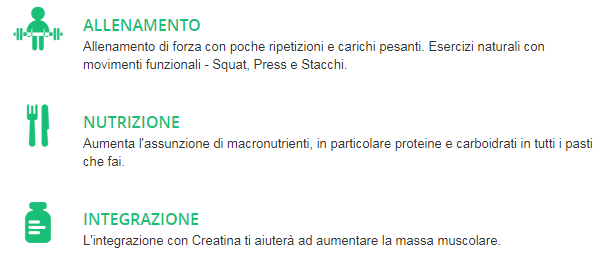 ALLENAMENTO
Allenamento di forza con poche ripetizioni e carichi pesanti. Esercizi naturali con
movimenti funzionali - Squat, Press e Stacchi.
NUTRIZIONE
Aumenta l'assunzione di macronutrienti, in particolare proteine e carboidrati in tutti i pasti
che fai.
INTEGRAZIONE
L'integrazione con Creatina ti aiuterà ad aumentare la massa muscolare.